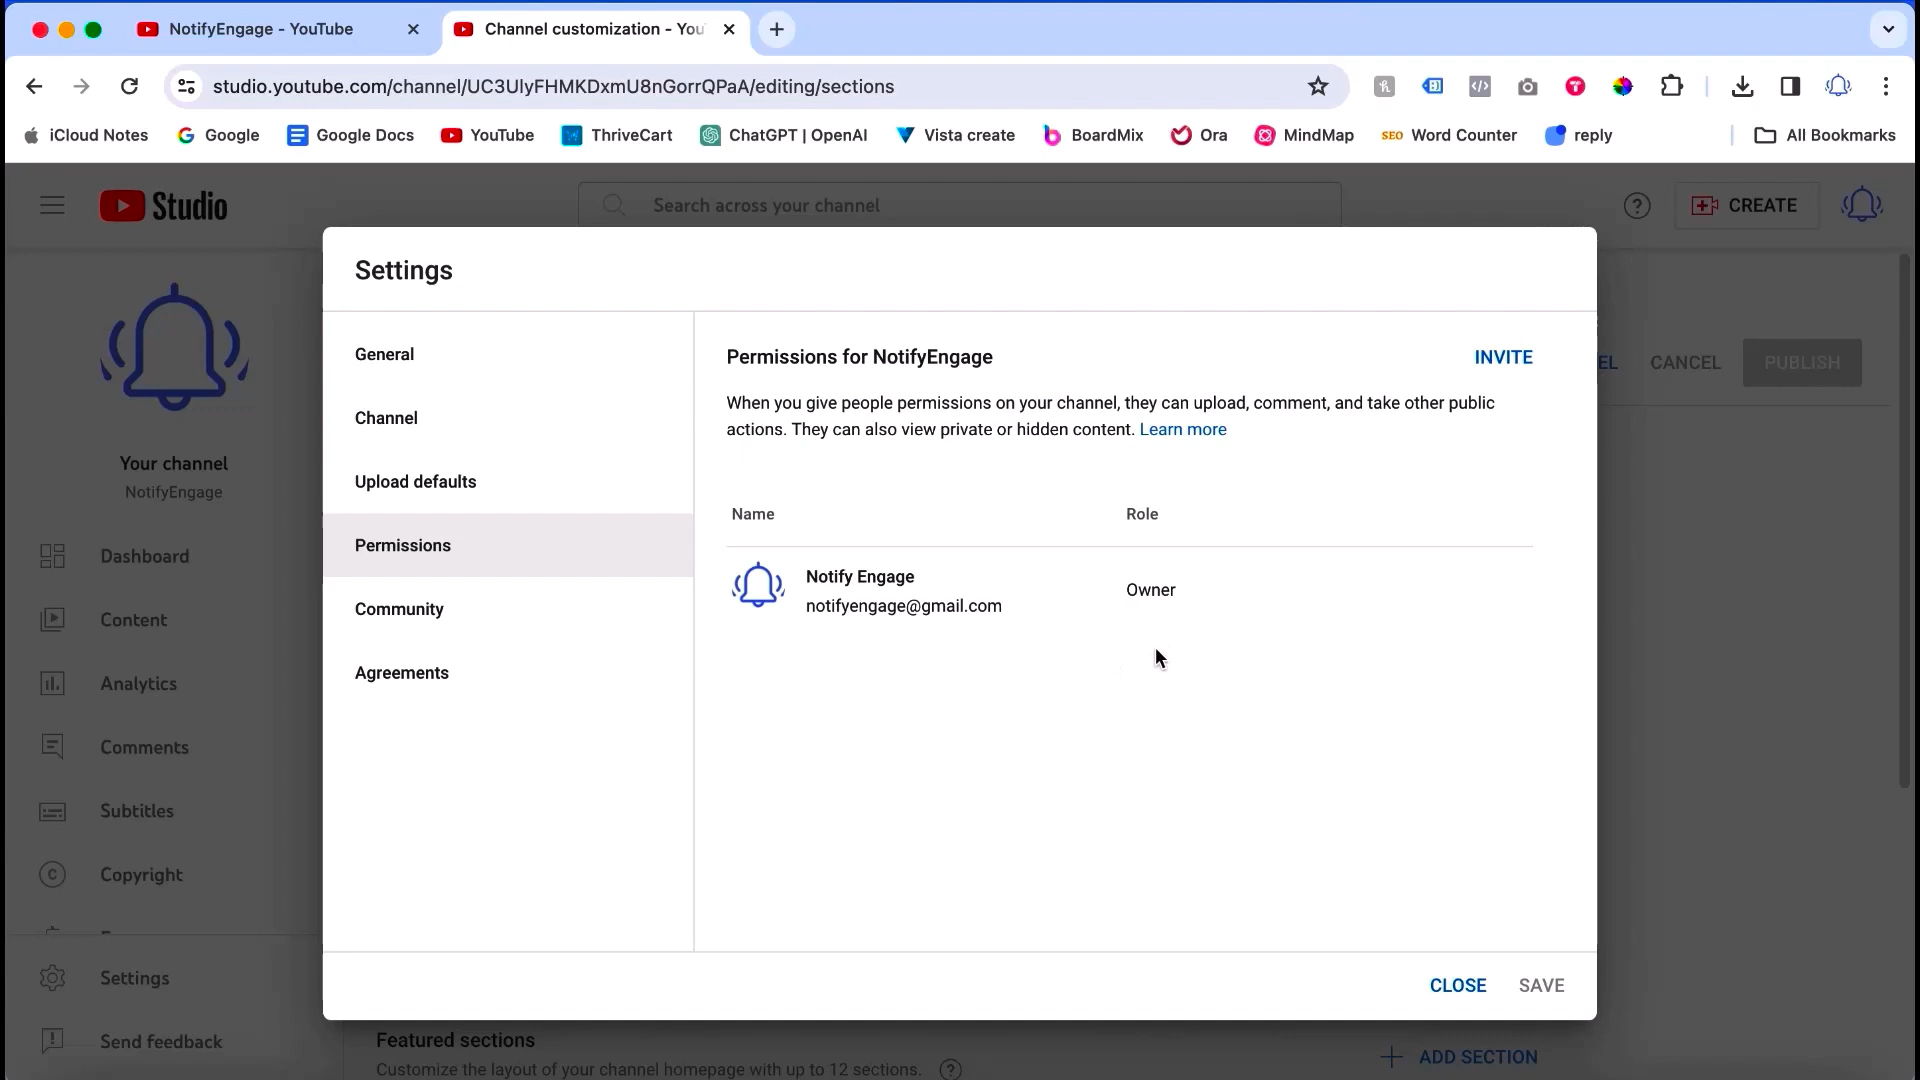 NotifyEngage - YouTube
Channel customization - You
studio.youtube.com/channel/UC3UlyFHMKDxmU8nGorrQPaA/editing/sections
iCloud Notes
Google
Google Docs
YouTube
ThriveCart
ChatGPT | OpenAI
Vista create
BoardMix
Ora
MindMap
SEO Word Counter
reply
All Bookmarks
Studio
Search across your channel
CREATE
Settings
General
Channel
Upload defaults
Permissions
Community
Agreements
Permissions for NotifyEngage
INVITE
When you give people permissions on your channel, they can upload, comment, and take other public
actions. They can also view private or hidden content. Learn more
Name
Role
Notify Engage
notifyengage@gmail.com
Owner
CLOSE
SAVE
EL
CANCEL
PUBLISH
Your channel
NotifyEngage
Dashboard
Content
Analytics
Comments
Subtitles
Copyright
Settings
Send feedback
Featured sections
Customize the layout of your channel homepage with up to 12 sections.
ADD SECTION